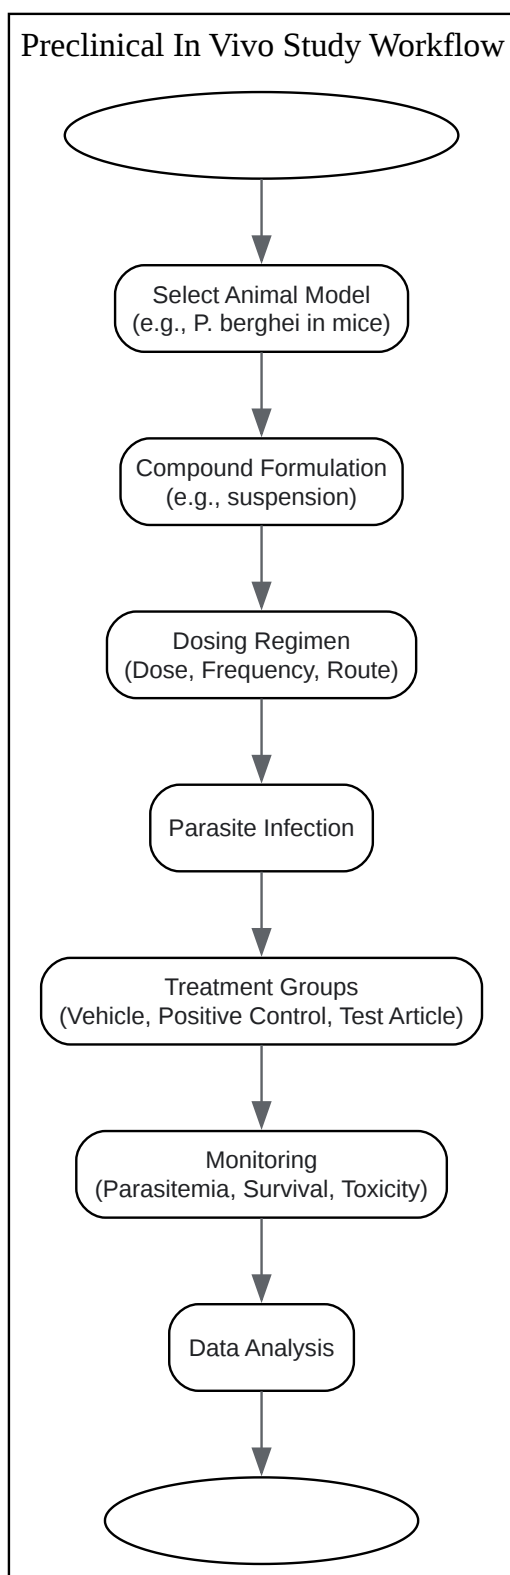 Preclinical In Vivo Study Workflow
Select Animal Model
(e.g., P. berghei in mice)
Compound Formulation
(e.g., suspension)
Dosing Regimen
(Dose, Frequency, Route)
Parasite Infection
Treatment Groups
(Vehicle, Positive Control, Test Article)
Monitoring
(Parasitemia, Survival, Toxicity)
Data Analysis